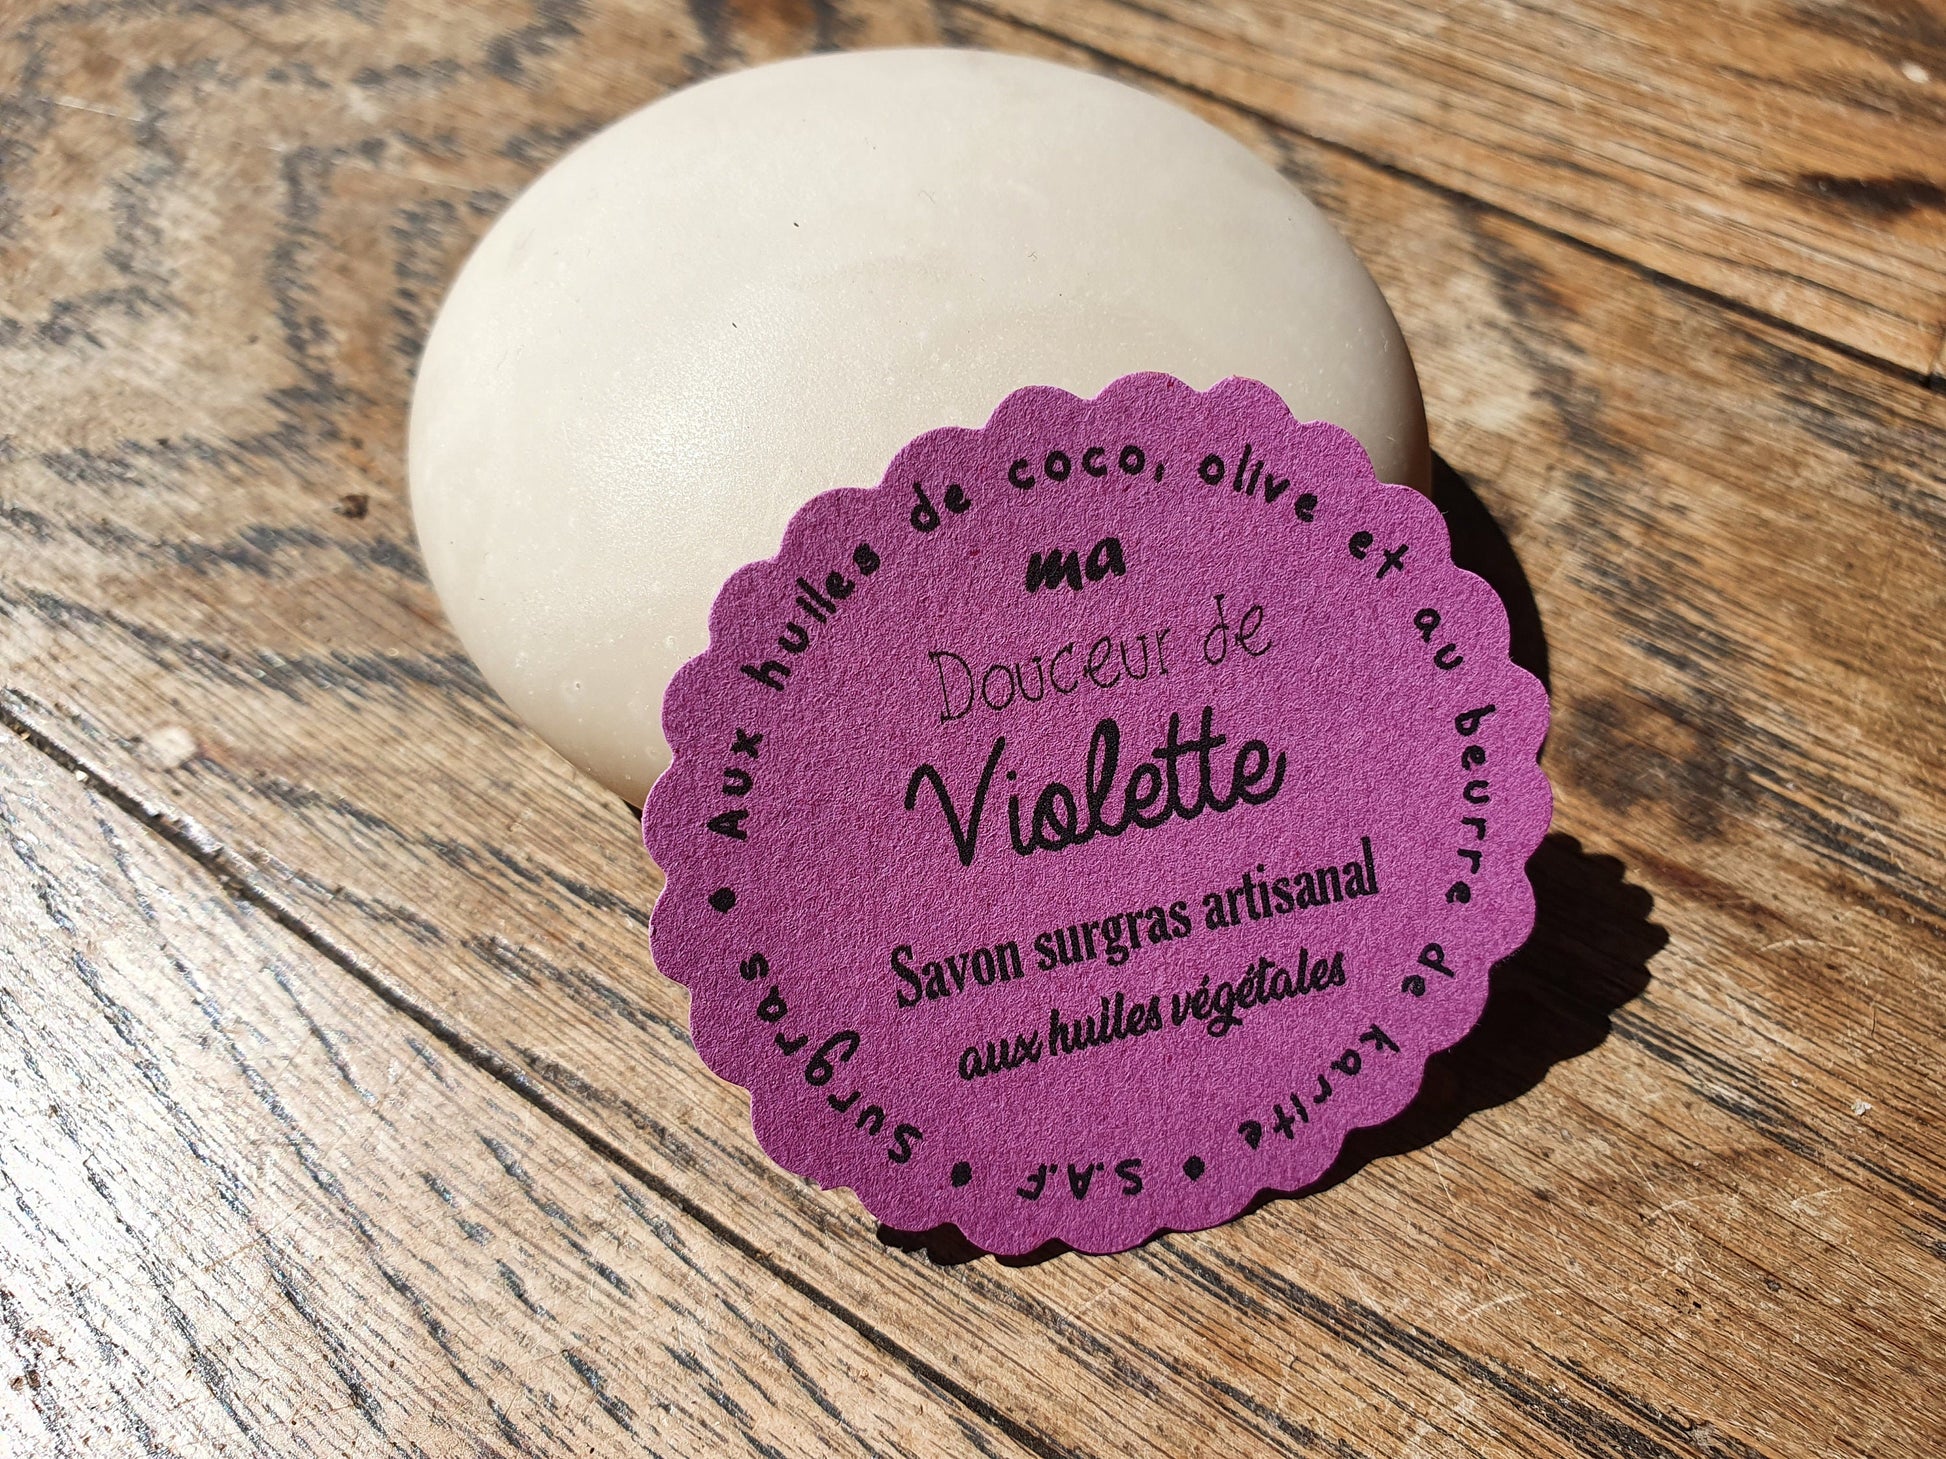 Aux huiles de coco, olive et au beurre de karite • S.A.F • Surgras •
ma
Douceur de
Violette
Savon surgras artisanal
aux huiles végétales